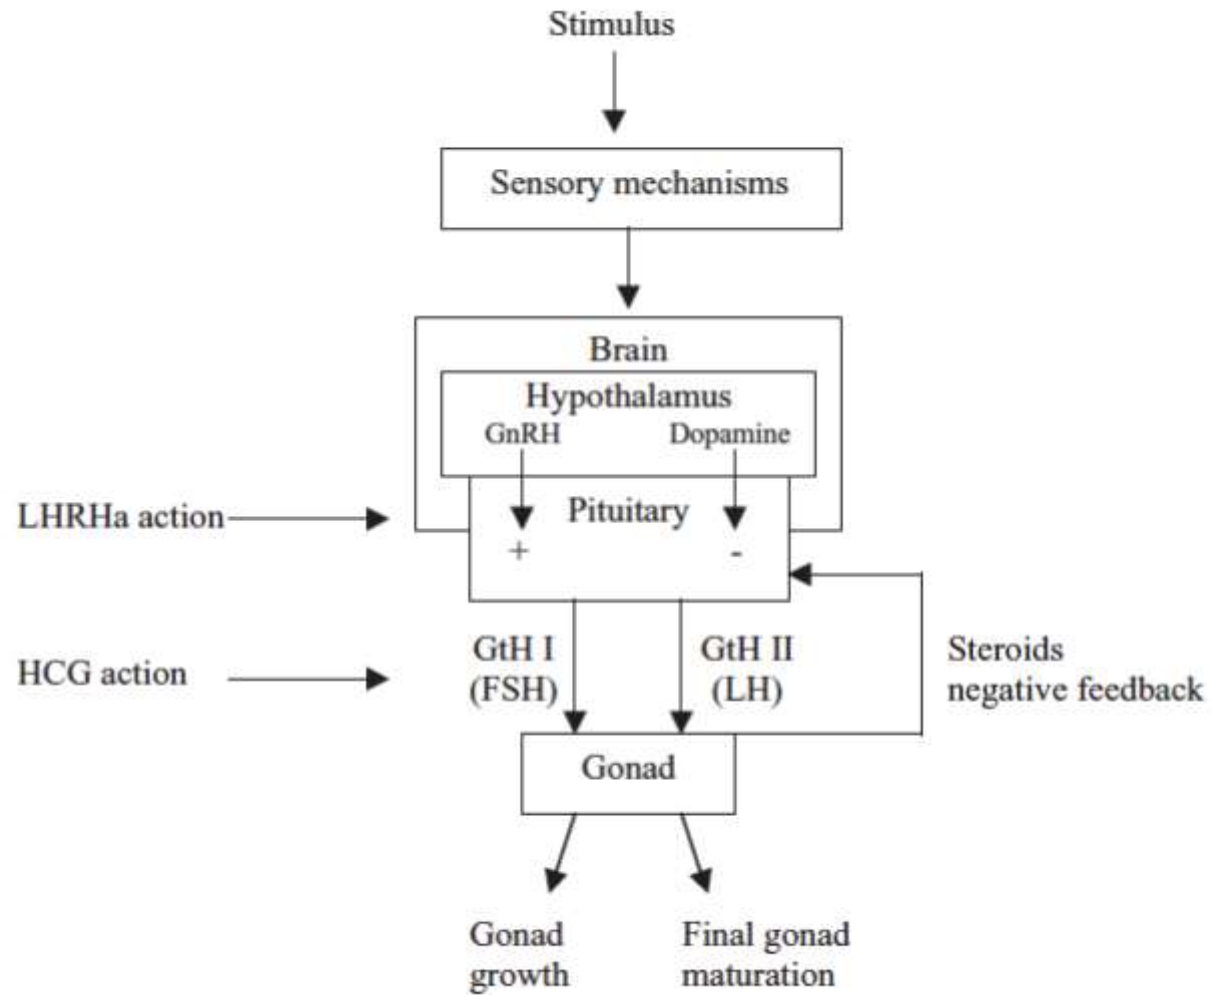 Stimulus
Sensory mechanisms
Brain
Hypothalamus
GnRH Dopamine
LHRHa action
Pituitary
+ -
HCG action
GtH I
(FSH)
GtH II
(LH)
Steroids
negative feedback
Gonad
Gonad
growth
Final gonad
maturation